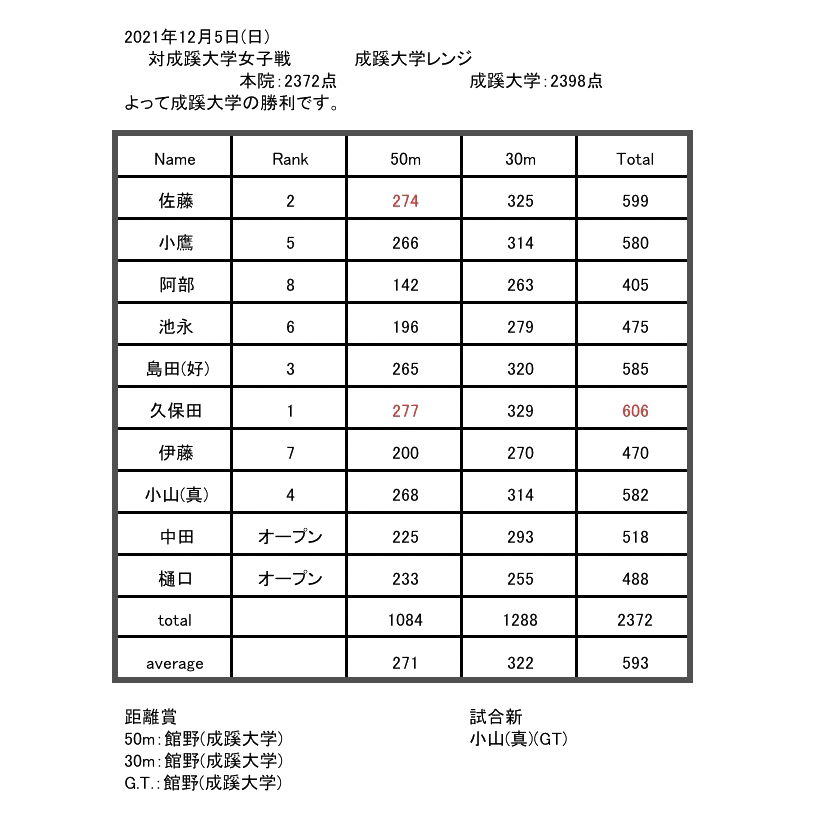 2021年12月5日(日)
対成蹊大学女子戦 成蹊大学レンジ
本院：2372点 成蹊大学：2398点
よって成蹊大学の勝利です。
Name Rank 50m 30m Total
佐藤 2 274 325 599
小鷹 5 266 314 580
阿部 8 142 263 405
池永 6 196 279 475
島田(好) 3 265 320 585
久保田 1 277 329 606
伊藤 7 200 270 470
小山(真) 4 268 314 582
中田 オープン 225 293 518
樋口 オープン 233 255 488
total 1084 1288 2372
average 271 322 593
距離賞 試合新
50m：館野(成蹊大学) 小山(真)(GT)
30m：館野(成蹊大学)
G.T.：館野(成蹊大学)